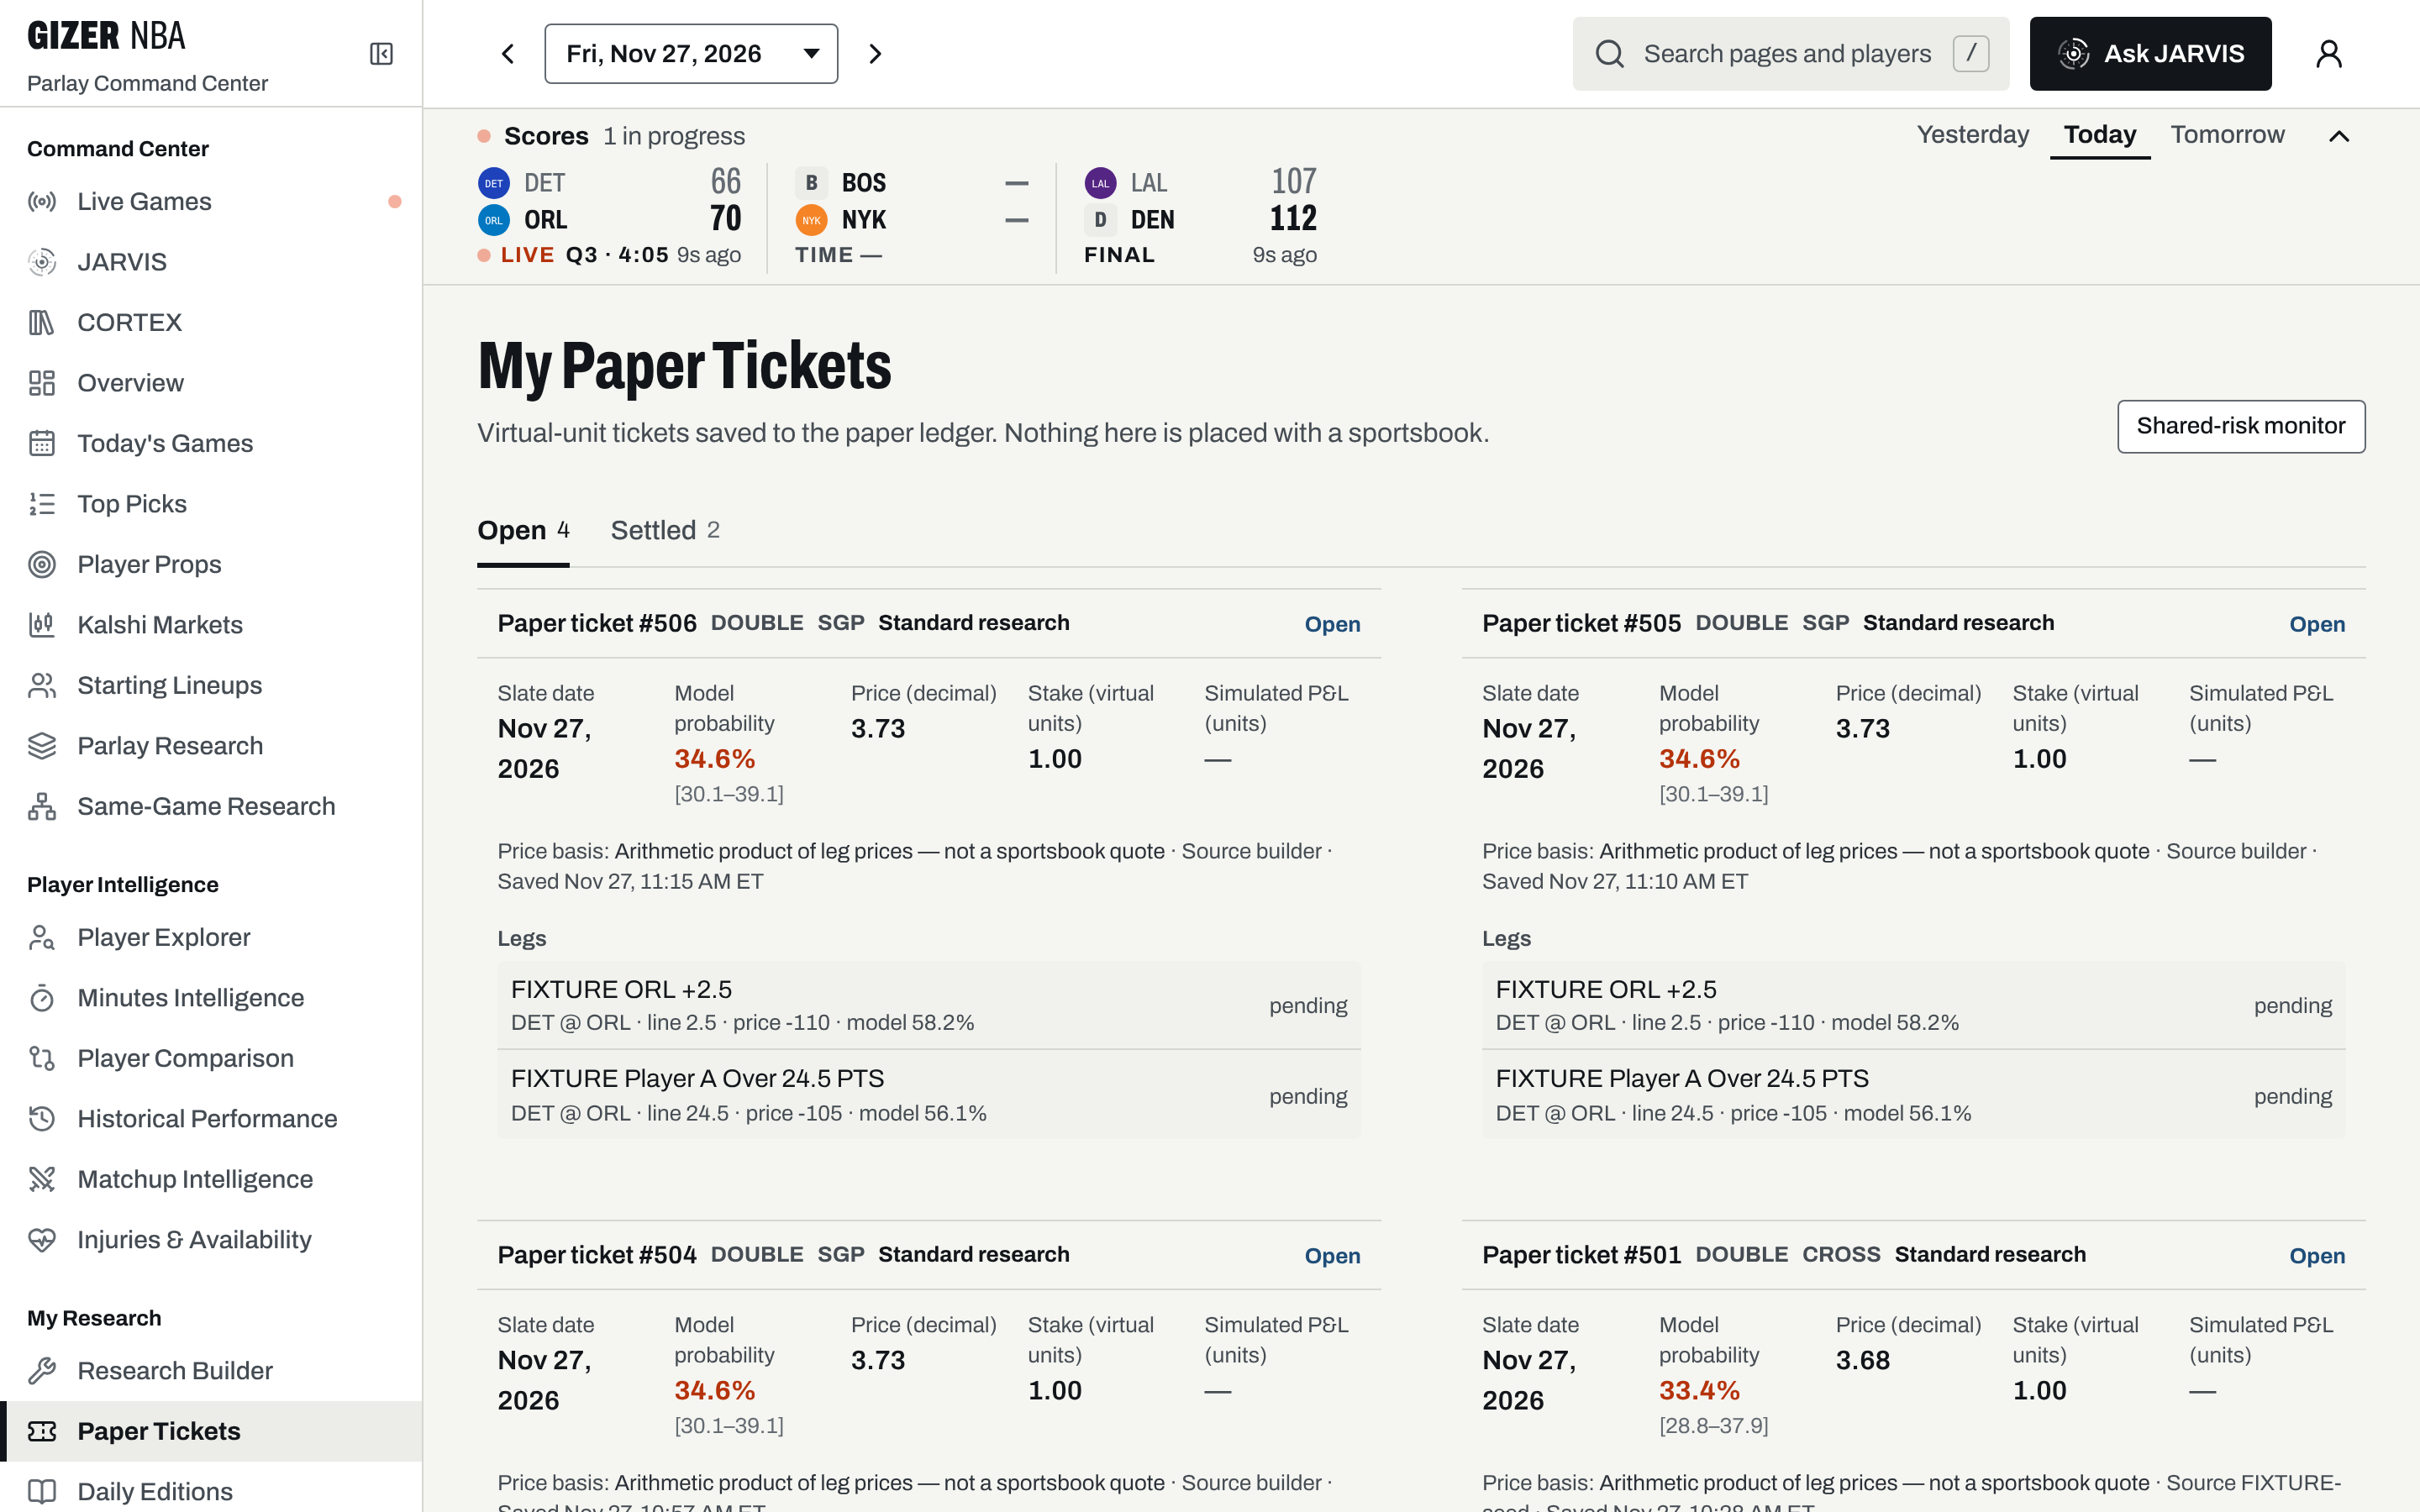 GIZER NBA
Parlay Command Center
Fri, Nov 27, 2026
Search pages and players /
Ask JARVIS
Command Center
Live Games
JARVIS
CORTEX
Overview
Today's Games
Top Picks
Player Props
Kalshi Markets
Starting Lineups
Parlay Research
Same-Game Research
Player Intelligence
Player Explorer
Minutes Intelligence
Player Comparison
Historical Performance
Matchup Intelligence
Injuries & Availability
My Research
Research Builder
Paper Tickets
Daily Editions
Scores 1 in progress
Yesterday Today Tomorrow
DET DET 66
ORL ORL 70
LIVE Q3 · 4:05 9s ago
B BOS —
NYK NYK —
TIME —
LAL LAL 107
D DEN 112
FINAL 9s ago
My Paper Tickets
Virtual-unit tickets saved to the paper ledger. Nothing here is placed with a sportsbook.
Shared-risk monitor
Open 4 Settled 2
Paper ticket #506 DOUBLE SGP Standard research Open
Slate date
Nov 27,
2026
Model
probability
34.6%
[30.1–39.1]
Price (decimal)
3.73
Stake (virtual
units)
1.00
Simulated P&L
(units)
—
Price basis: Arithmetic product of leg prices — not a sportsbook quote · Source builder ·
Saved Nov 27, 11:15 AM ET
Legs
FIXTURE ORL +2.5
DET @ ORL · line 2.5 · price -110 · model 58.2%
pending
FIXTURE Player A Over 24.5 PTS
DET @ ORL · line 24.5 · price -105 · model 56.1%
pending
Paper ticket #505 DOUBLE SGP Standard research Open
Slate date
Nov 27,
2026
Model
probability
34.6%
[30.1–39.1]
Price (decimal)
3.73
Stake (virtual
units)
1.00
Simulated P&L
(units)
—
Price basis: Arithmetic product of leg prices — not a sportsbook quote · Source builder ·
Saved Nov 27, 11:10 AM ET
Legs
FIXTURE ORL +2.5
DET @ ORL · line 2.5 · price -110 · model 58.2%
pending
FIXTURE Player A Over 24.5 PTS
DET @ ORL · line 24.5 · price -105 · model 56.1%
pending
Paper ticket #504 DOUBLE SGP Standard research Open
Slate date
Nov 27,
2026
Model
probability
34.6%
[30.1–39.1]
Price (decimal)
3.73
Stake (virtual
units)
1.00
Simulated P&L
(units)
—
Price basis: Arithmetic product of leg prices — not a sportsbook quote · Source builder ·
Saved Nov 27, 10:57 AM ET
Paper ticket #501 DOUBLE CROSS Standard research Open
Slate date
Nov 27,
2026
Model
probability
33.4%
[28.8–37.9]
Price (decimal)
3.68
Stake (virtual
units)
1.00
Simulated P&L
(units)
—
Price basis: Arithmetic product of leg prices — not a sportsbook quote · Source FIXTURE-
seed · Saved Nov 27, 10:28 AM ET